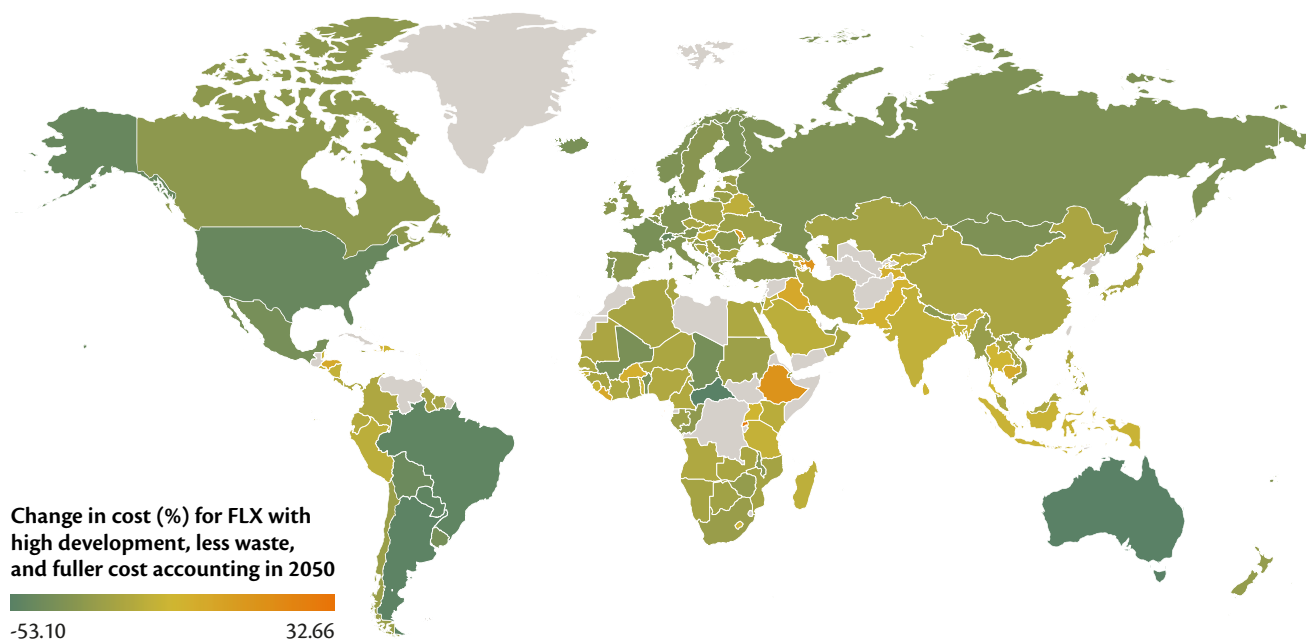 Change in cost (%) for FLX with
high development, less waste,
and fuller cost accounting in 2050
-53.10 32.66